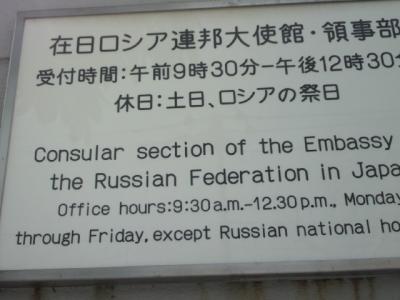 在日ロシア連邦大使館・領事部
受付時間:午前9時30分-午後12時30分
休日:土日、ロシアの祭日
Consular section of the Embassy
the Russian Federation in Japa
Office hours:9:30a.m.-12.30p.m., Monday
through Friday, except Russian national ho